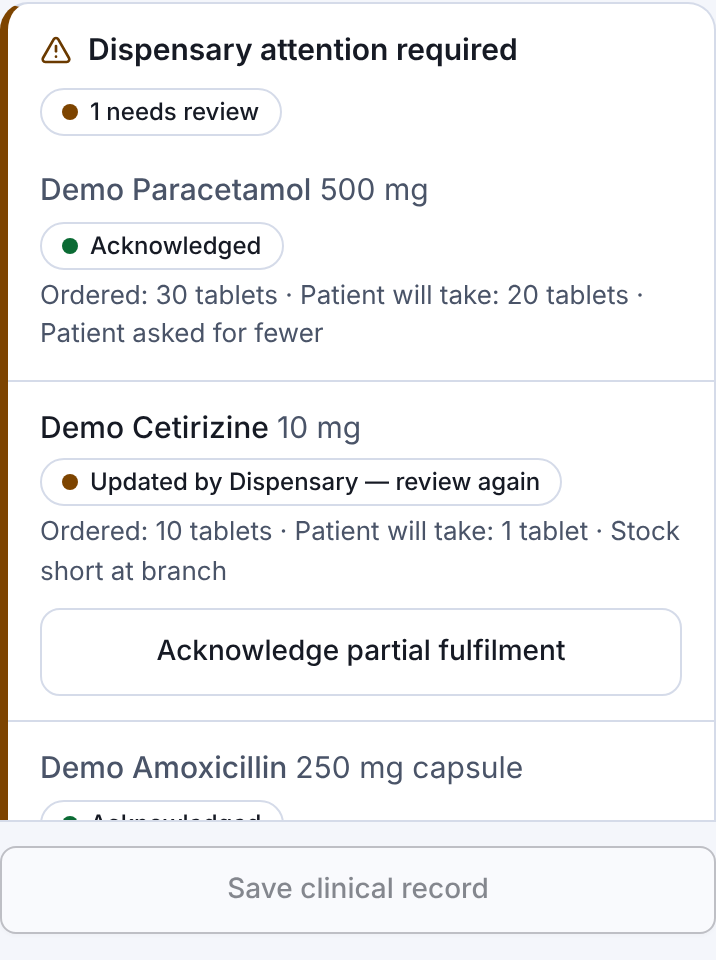 Dispensary attention required
1 needs review
Demo Paracetamol 500 mg
Acknowledged
Ordered: 30 tablets · Patient will take: 20 tablets ·
Patient asked for fewer
Demo Cetirizine 10 mg
Updated by Dispensary — review again
Ordered: 10 tablets · Patient will take: 1 tablet · Stock
short at branch
Acknowledge partial fulfilment
Demo Amoxicillin 250 mg capsule
Acknowledged
Save clinical record